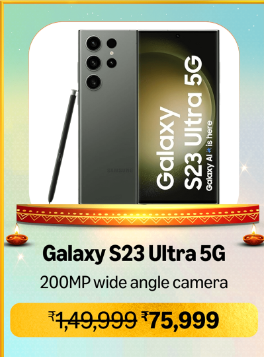 Galaxy
S23 Ultra 5G
Galaxy AI is here
Galaxy S23 Ultra 5G
200MP wide angle camera
₹1,49,999 ₹75,999